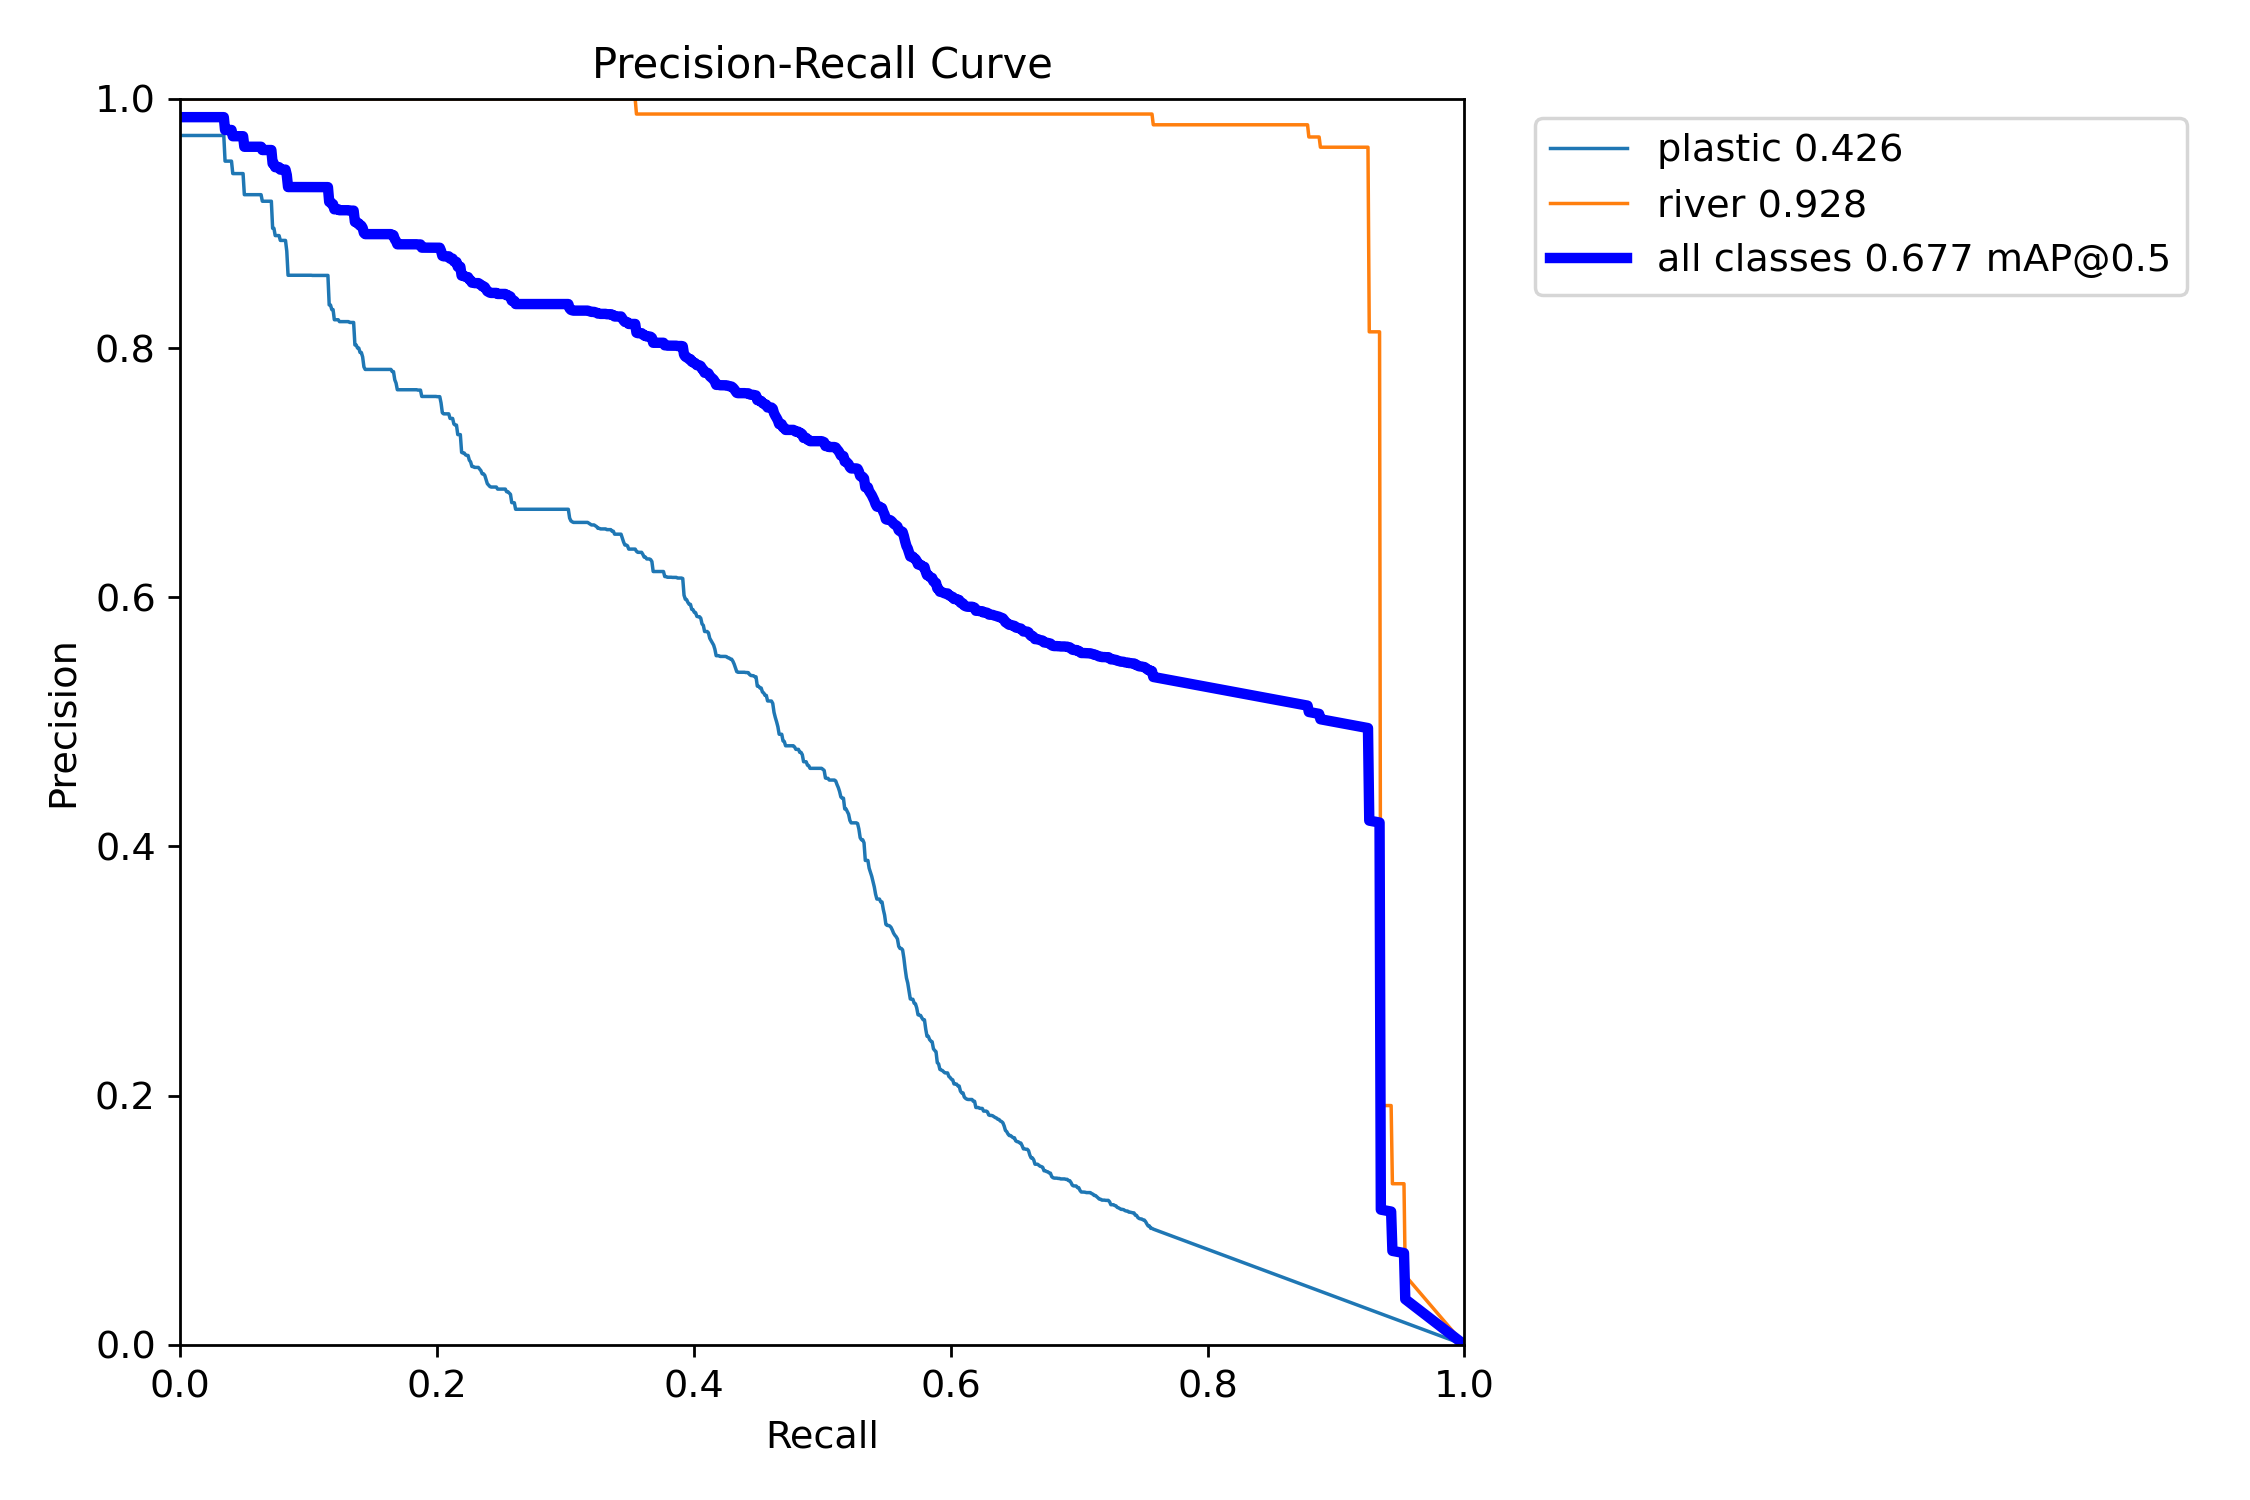 Precision-Recall Curve
1.0
0.8
0.6
0.4
0.2
0.0
Precision
0.0 0.2 0.4 0.6 0.8 1.0
Recall
plastic 0.426
river 0.928
all classes 0.677 mAP@0.5